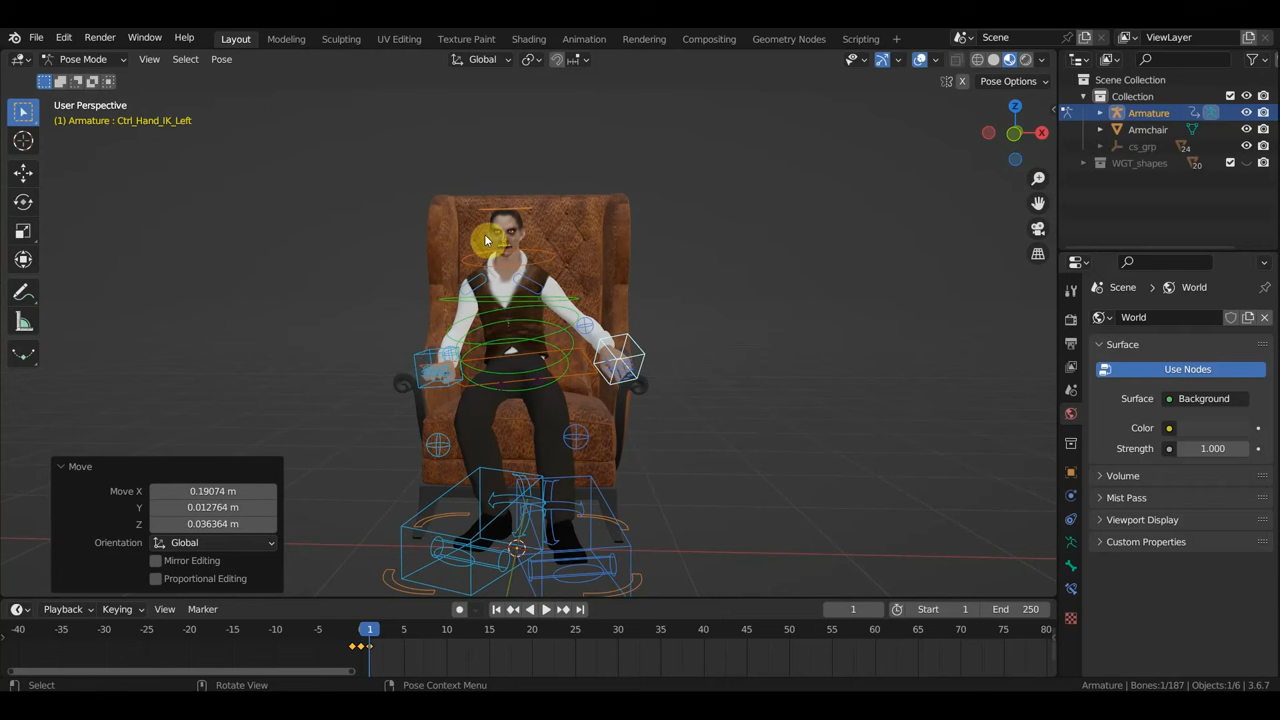 File Edit Render Window Help Layout Modeling Sculpting UV Editing Texture Paint Shading Animation Rendering Compositing Geometry Nodes Scripting + Scene ViewLayer
Pose Mode View Select Pose Global
X Pose Options
Scene Collection
Collection
Armature
Armchair
cs_grp 24
WGT_shapes 20
User Perspective
(1) Armature : Ctrl_Hand_IK_Left
Z
X
Scene World
World
Surface
Use Nodes
Surface Background
Color
Strength 1.000
Volume
Mist Pass
Viewport Display
Custom Properties
Move
Move X 0.19074 m
Y 0.012764 m
Z 0.036364 m
Orientation Global
Mirror Editing
Proportional Editing
Playback Keying View Marker 1 Start 1 End 250
-40 -35 -30 -25 -20 -15 -10 -5 1 5 10 15 20 25 30 35 40 45 50 55 60 65 70 75 80
Select Rotate View Pose Context Menu Armature | Bones:1/187 | Objects:1/6 | 3.6.7